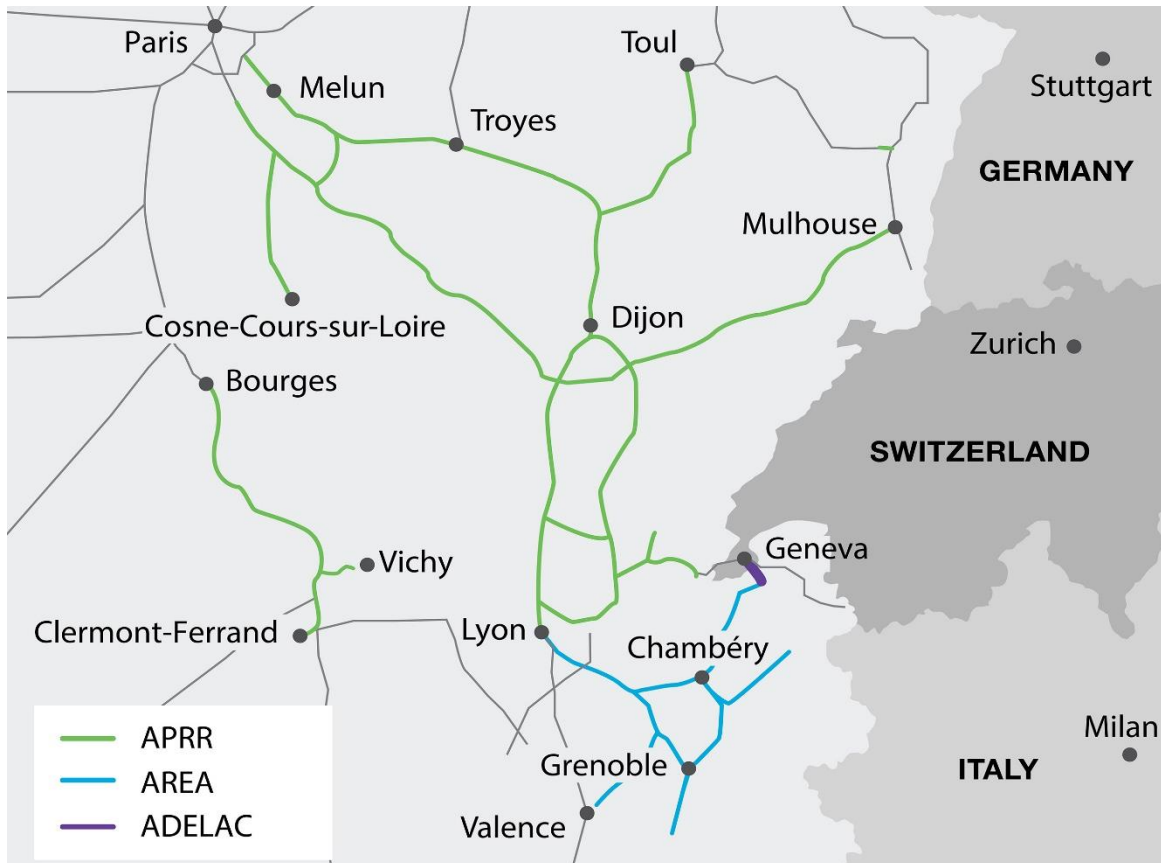 Paris
Toul
Melun
Stuttgart
Troyes
GERMANY
Mulhouse
Cosne-Cours-sur-Loire
Dijon
Zurich
Bourges
SWITZERLAND
Geneva
Vichy
Clermont-Ferrand
Lyon
Chambéry
APRR
Milan
AREA
Grenoble
ITALY
ADELAC
Valence